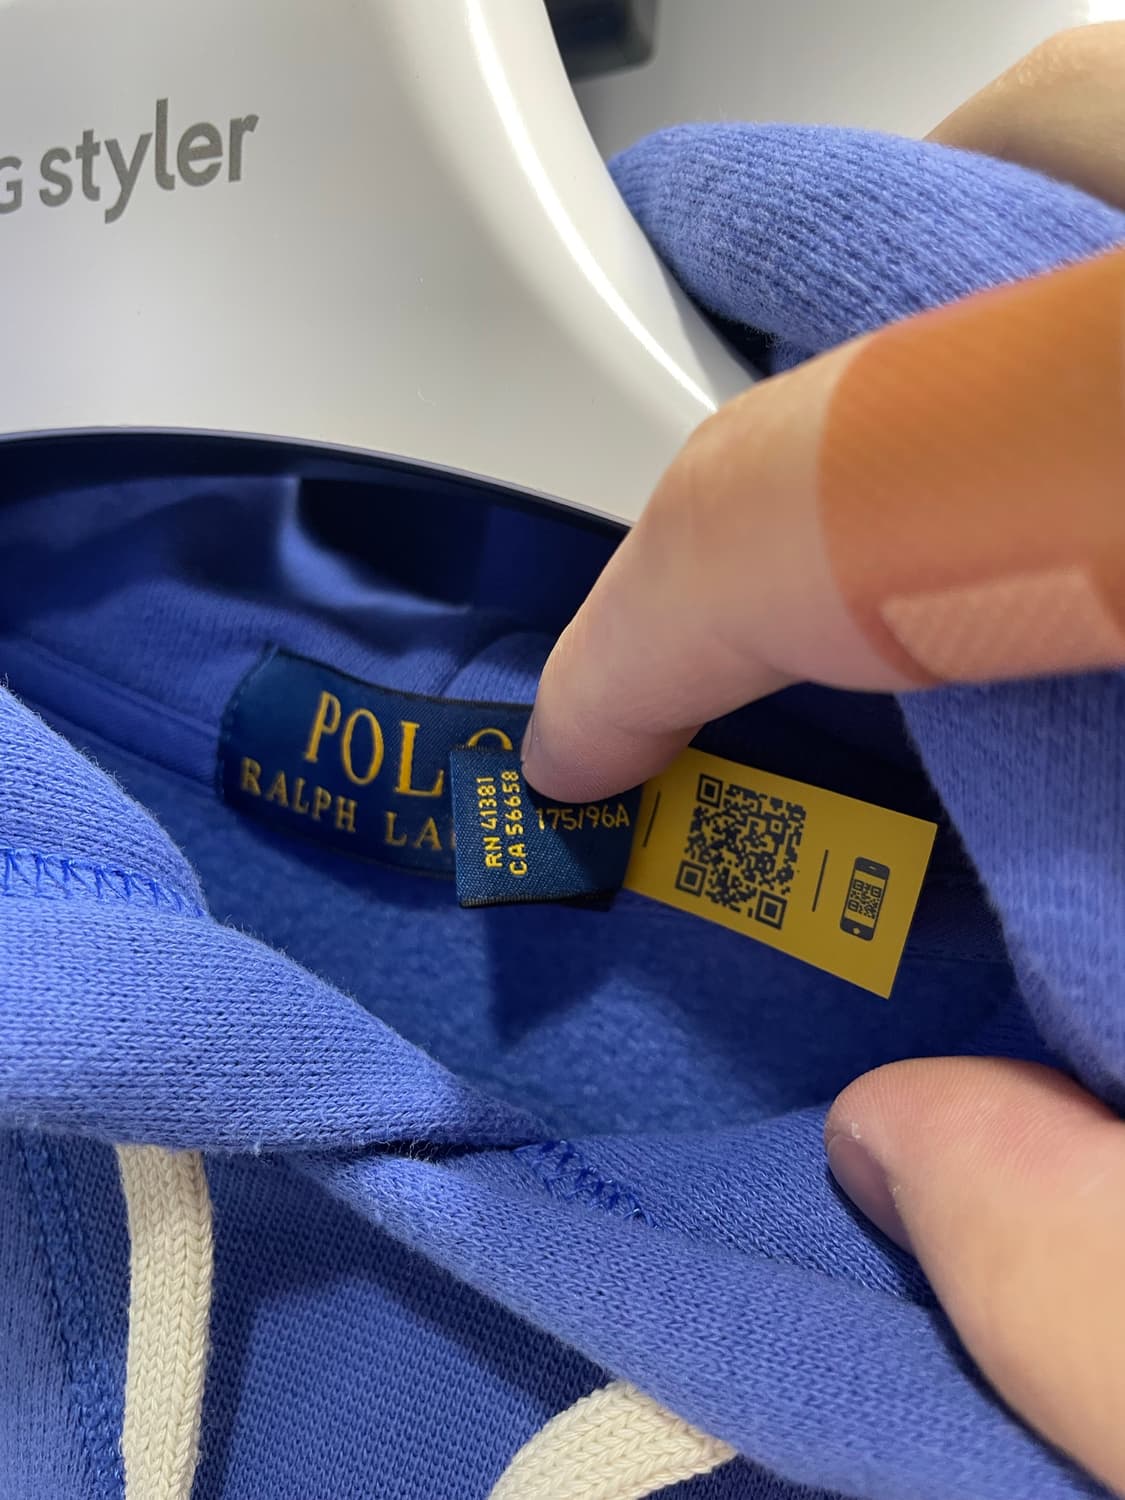 G styler
POLO
RALPH LA
RN 41381
CA 56658
175/96A